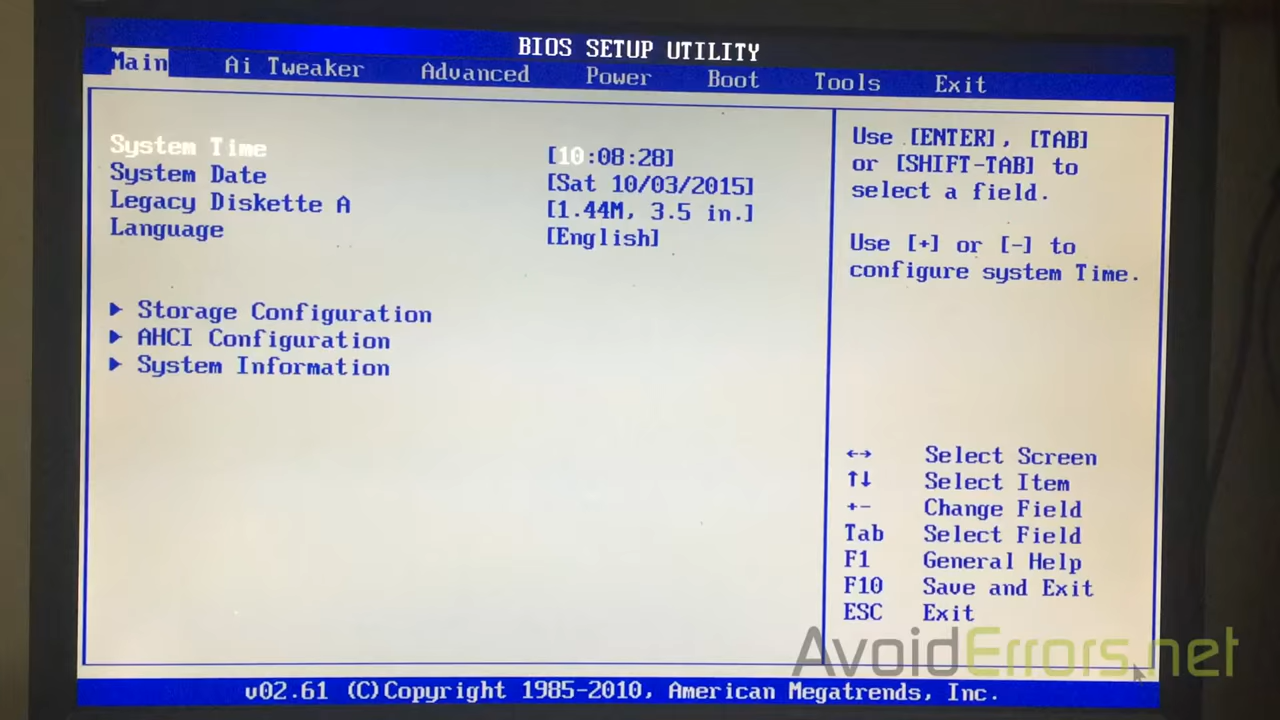 BIOS SETUP UTILITY
Main Ai Tweaker Advanced Power Boot Tools Exit
System Time [10:08:28]
System Date [Sat 10/03/2015]
Legacy Diskette A [1.44M, 3.5 in.]
Language [English]
Storage Configuration
AHCI Configuration
System Information
Use [ENTER], [TAB]
or [SHIFT-TAB] to
select a field.
Use [+] or [-] to
configure system Time.
↔ Select Screen
↑↓ Select Item
+- Change Field
Tab Select Field
F1 General Help
F10 Save and Exit
ESC Exit
AvoidErrors.net
v02.61 (C)Copyright 1985-2010, American Megatrends, Inc.